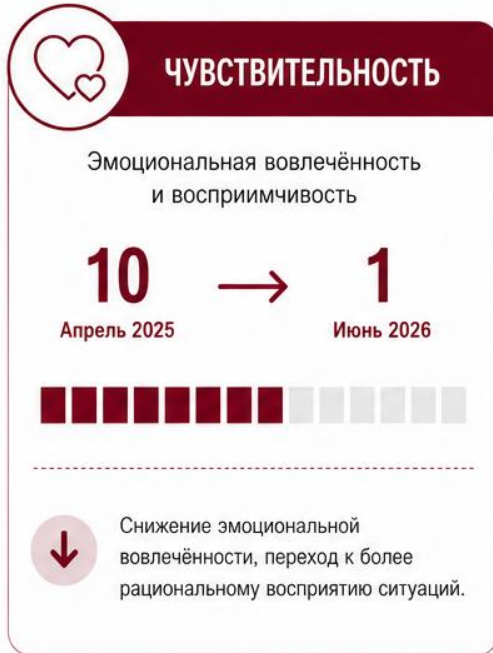 ЧУВСТВИТЕЛЬНОСТЬ
Эмоциональная вовлечённость
и восприимчивость
10 → 1
Апрель 2025 Июнь 2026
Снижение эмоциональной
вовлечённости, переход к более
рациональному восприятию ситуаций.